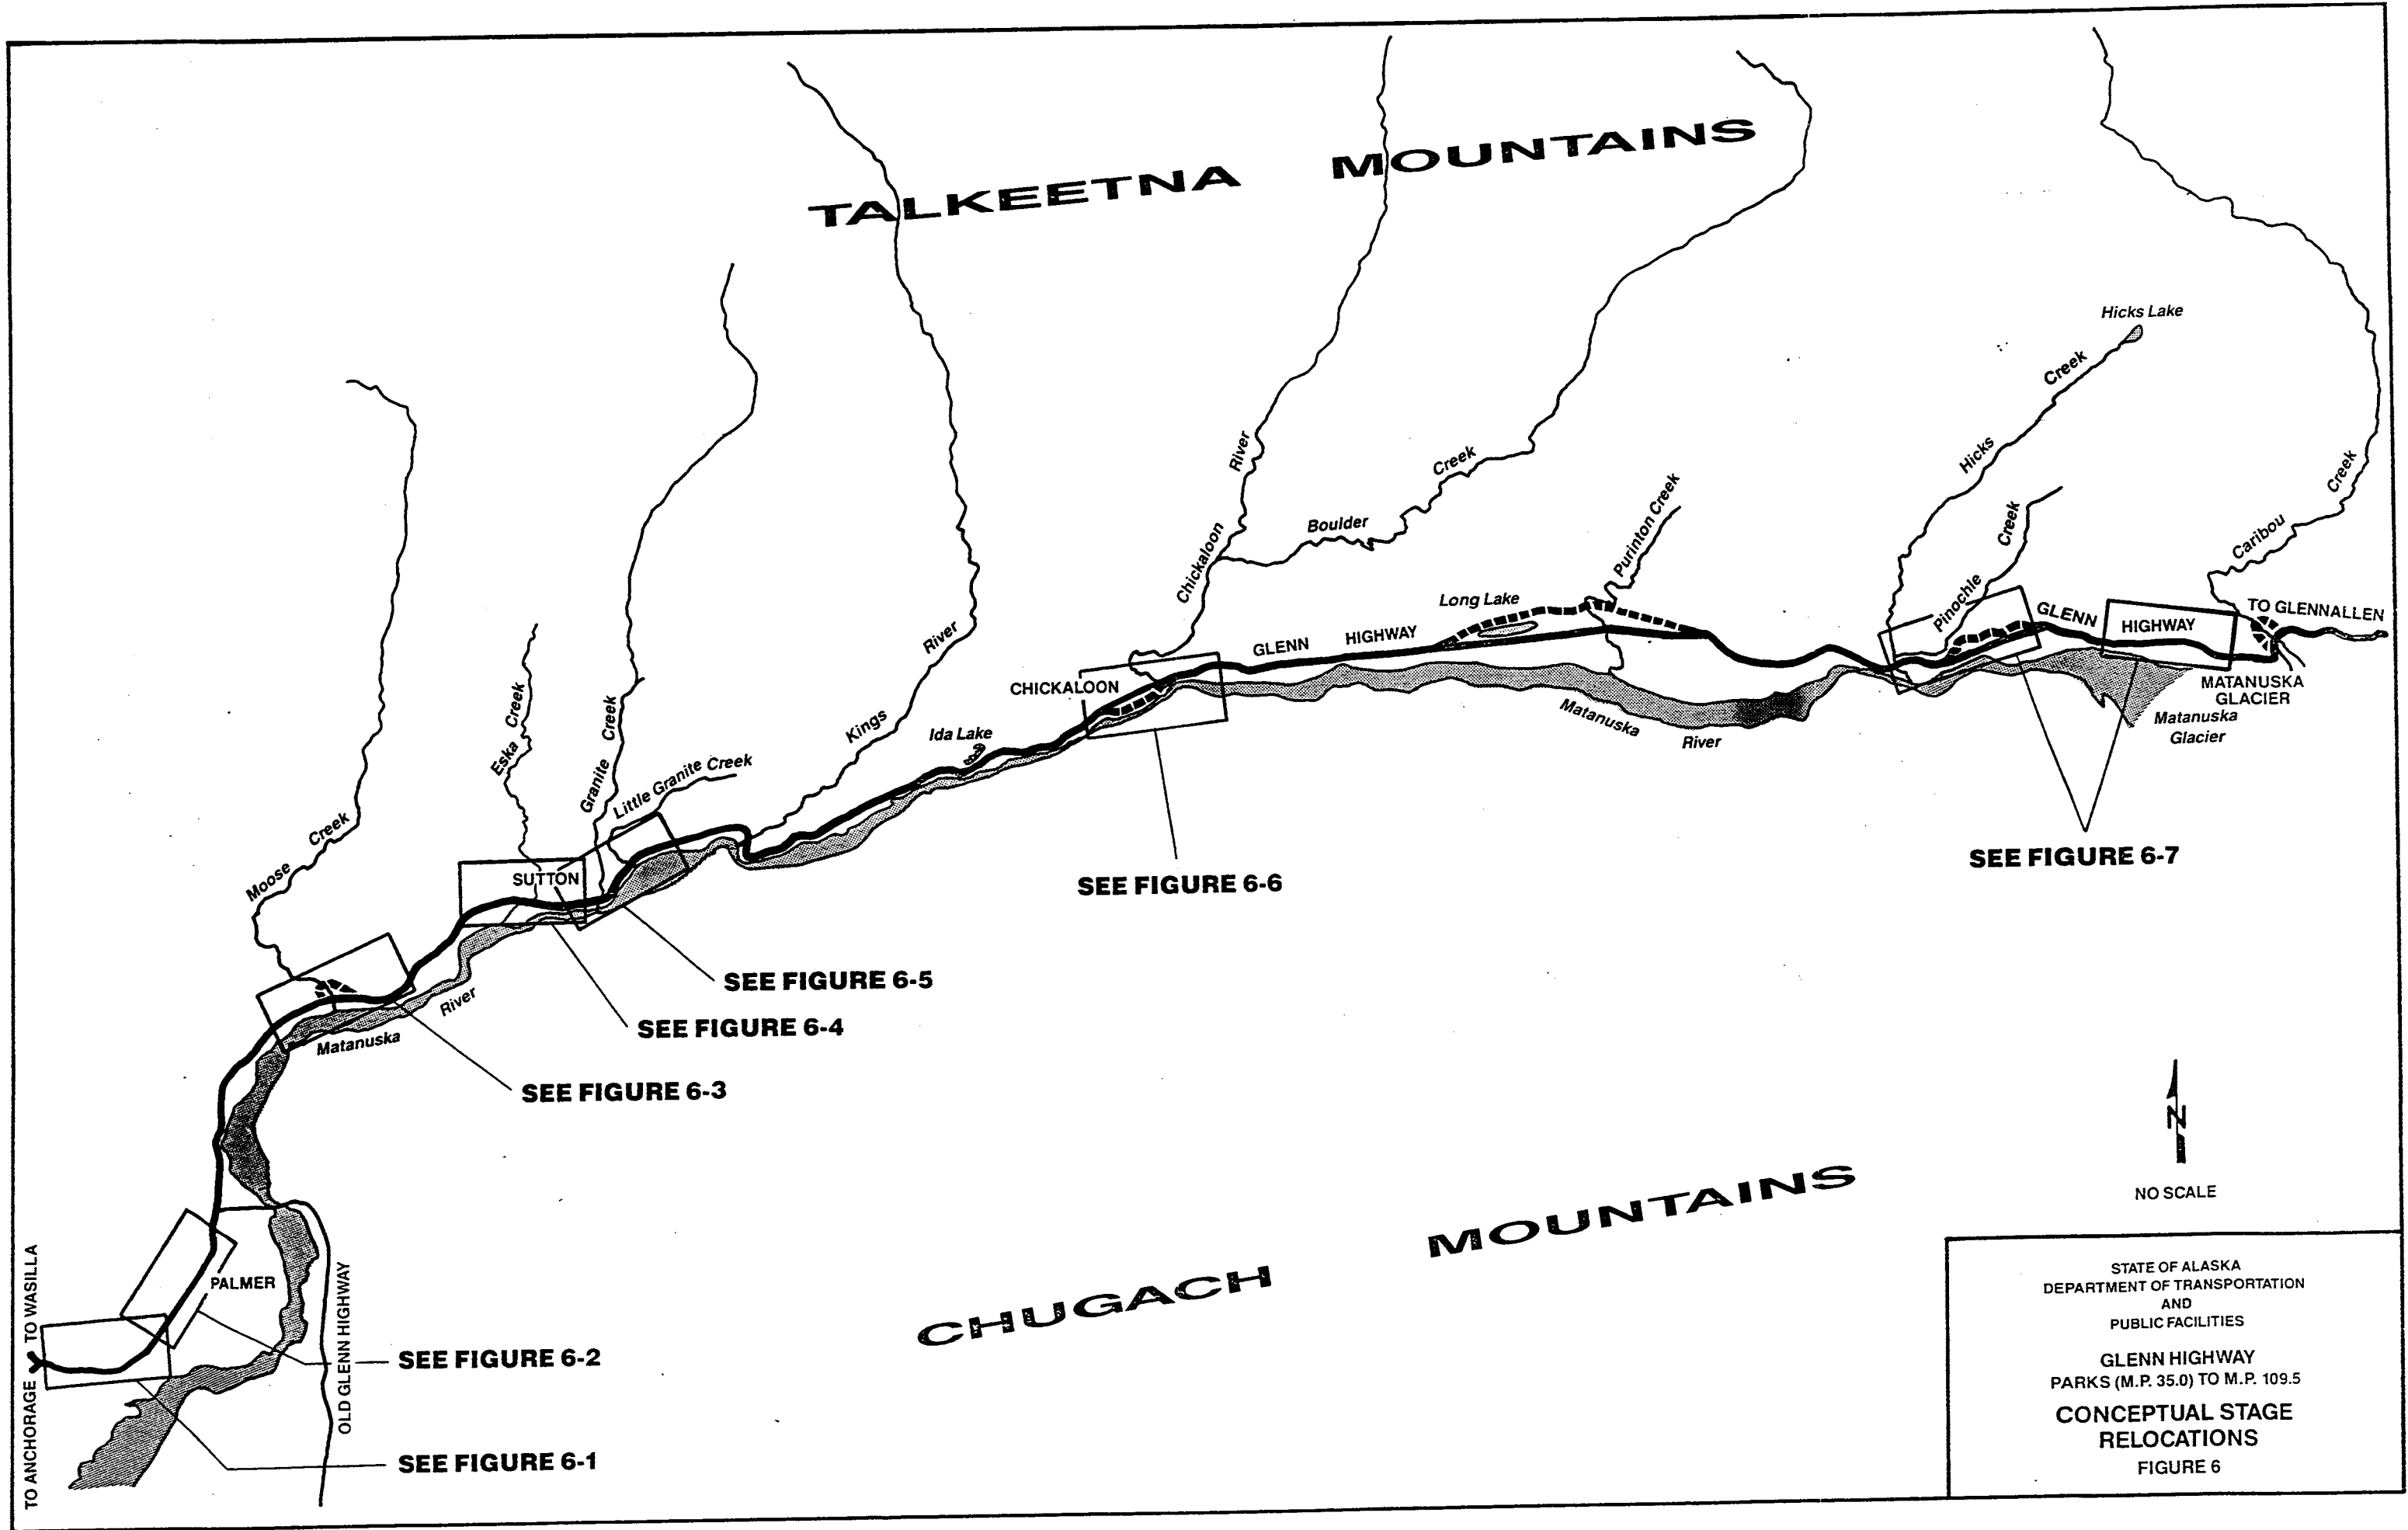 TALKEETNA MOUNTAINS
Hicks Lake
Hicks Creek
Pinochle Creek
Caribou Creek
Chickaloon River
Boulder Creek
Purinton Creek
Long Lake
GLENN HIGHWAY
GLENN HIGHWAY
TO GLENNALLEN
MATANUSKA
GLACIER
Matanuska
Glacier
Matanuska River
CHICKALOON
Ida Lake
Kings River
Eska Creek
Granite Creek
Little Granite Creek
SUTTON
Moose Creek
Matanuska River
SEE FIGURE 6-7
SEE FIGURE 6-6
SEE FIGURE 6-5
SEE FIGURE 6-4
SEE FIGURE 6-3
PALMER
OLD GLENN HIGHWAY
TO ANCHORAGE
TO WASILLA
SEE FIGURE 6-2
SEE FIGURE 6-1
CHUGACH MOUNTAINS
N
NO SCALE
STATE OF ALASKA
DEPARTMENT OF TRANSPORTATION
AND
PUBLIC FACILITIES
GLENN HIGHWAY
PARKS (M.P. 35.0) TO M.P. 109.5
CONCEPTUAL STAGE
RELOCATIONS
FIGURE 6